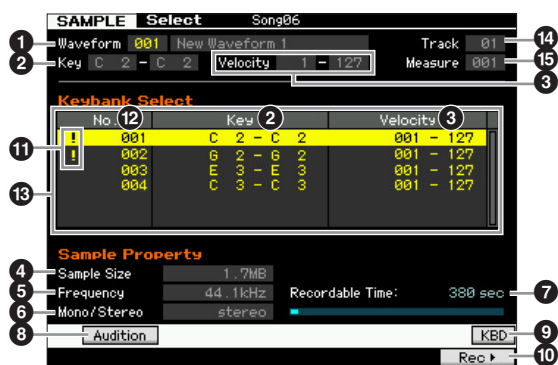 SAMPLE Select Song06
1 Waveform 001 New Waveform 1 Track 01 14
2 Key C 2 - C 2 Velocity 1 - 127 Measure 001 15
3
Keybank Select
No. 12 Key 2 Velocity 3
11 ! 001 C 2 - C 2 001 - 127
! 002 G 2 - G 2 001 - 127
003 E 3 - E 3 001 - 127
13 004 C 3 - C 3 001 - 127
Sample Property
4 Sample Size 1.7MB
5 Frequency 44.1kHz Recordable Time: 380 sec 7
6 Mono/Stereo stereo
8 Audition KBD 9
Rec 10